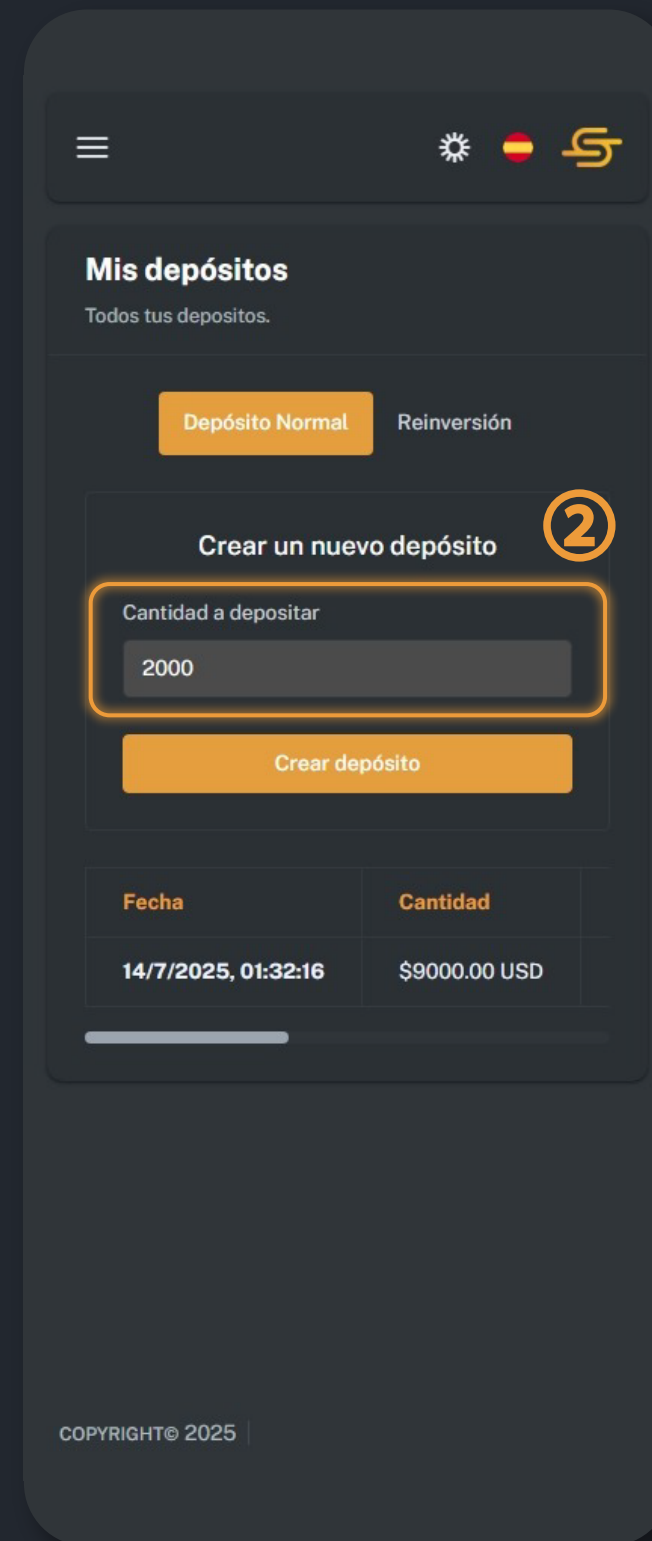 Mis depósitos
Todos tus depositos.
Depósito Normal Reinversión
②
Crear un nuevo depósito
Cantidad a depositar
2000
Crear depósito
Fecha Cantidad
14/7/2025, 01:32:16 $9000.00 USD
COPYRIGHT© 2025